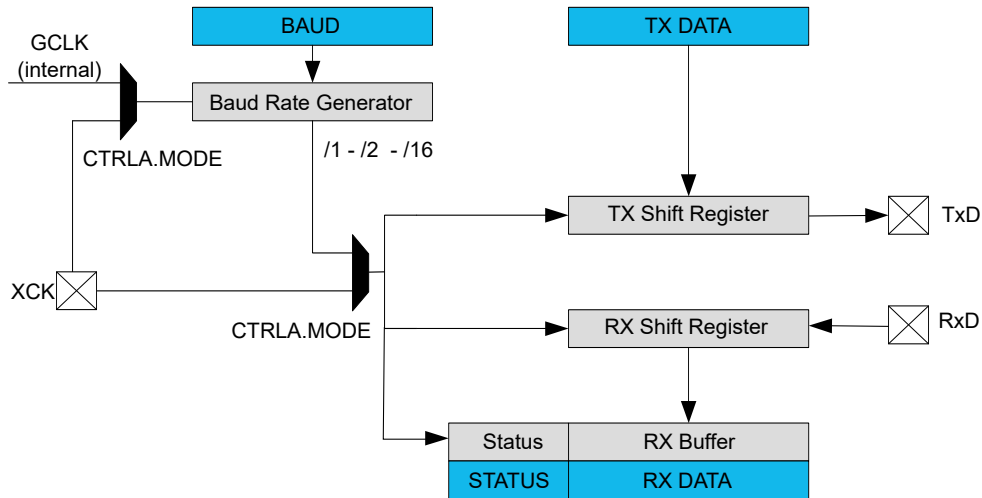 BAUD
TX DATA
GCLK
(internal)
Baud Rate Generator
CTRLA.MODE
/1 - /2 - /16
TX Shift Register
TxD
XCK
CTRLA.MODE
RX Shift Register
RxD
Status
RX Buffer
STATUS
RX DATA